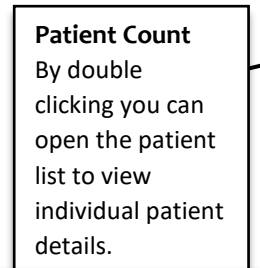 Patient Count
By double
clicking you can
open the patient
list to view
individual patient
details.